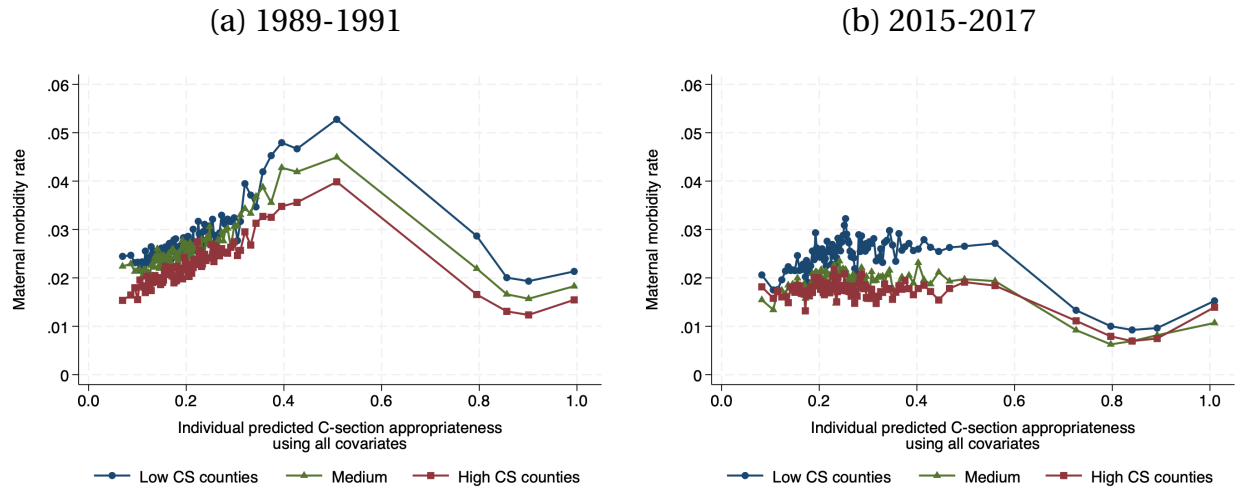 (a) 1989-1991
Maternal morbidity rate
.06
.05
.04
.03
.02
.01
0
0.0 0.2 0.4 0.6 0.8 1.0
Individual predicted C-section appropriateness
using all covariates
Low CS counties Medium High CS counties
(b) 2015-2017
Maternal morbidity rate
.06
.05
.04
.03
.02
.01
0
0.0 0.2 0.4 0.6 0.8 1.0
Individual predicted C-section appropriateness
using all covariates
Low CS counties Medium High CS counties